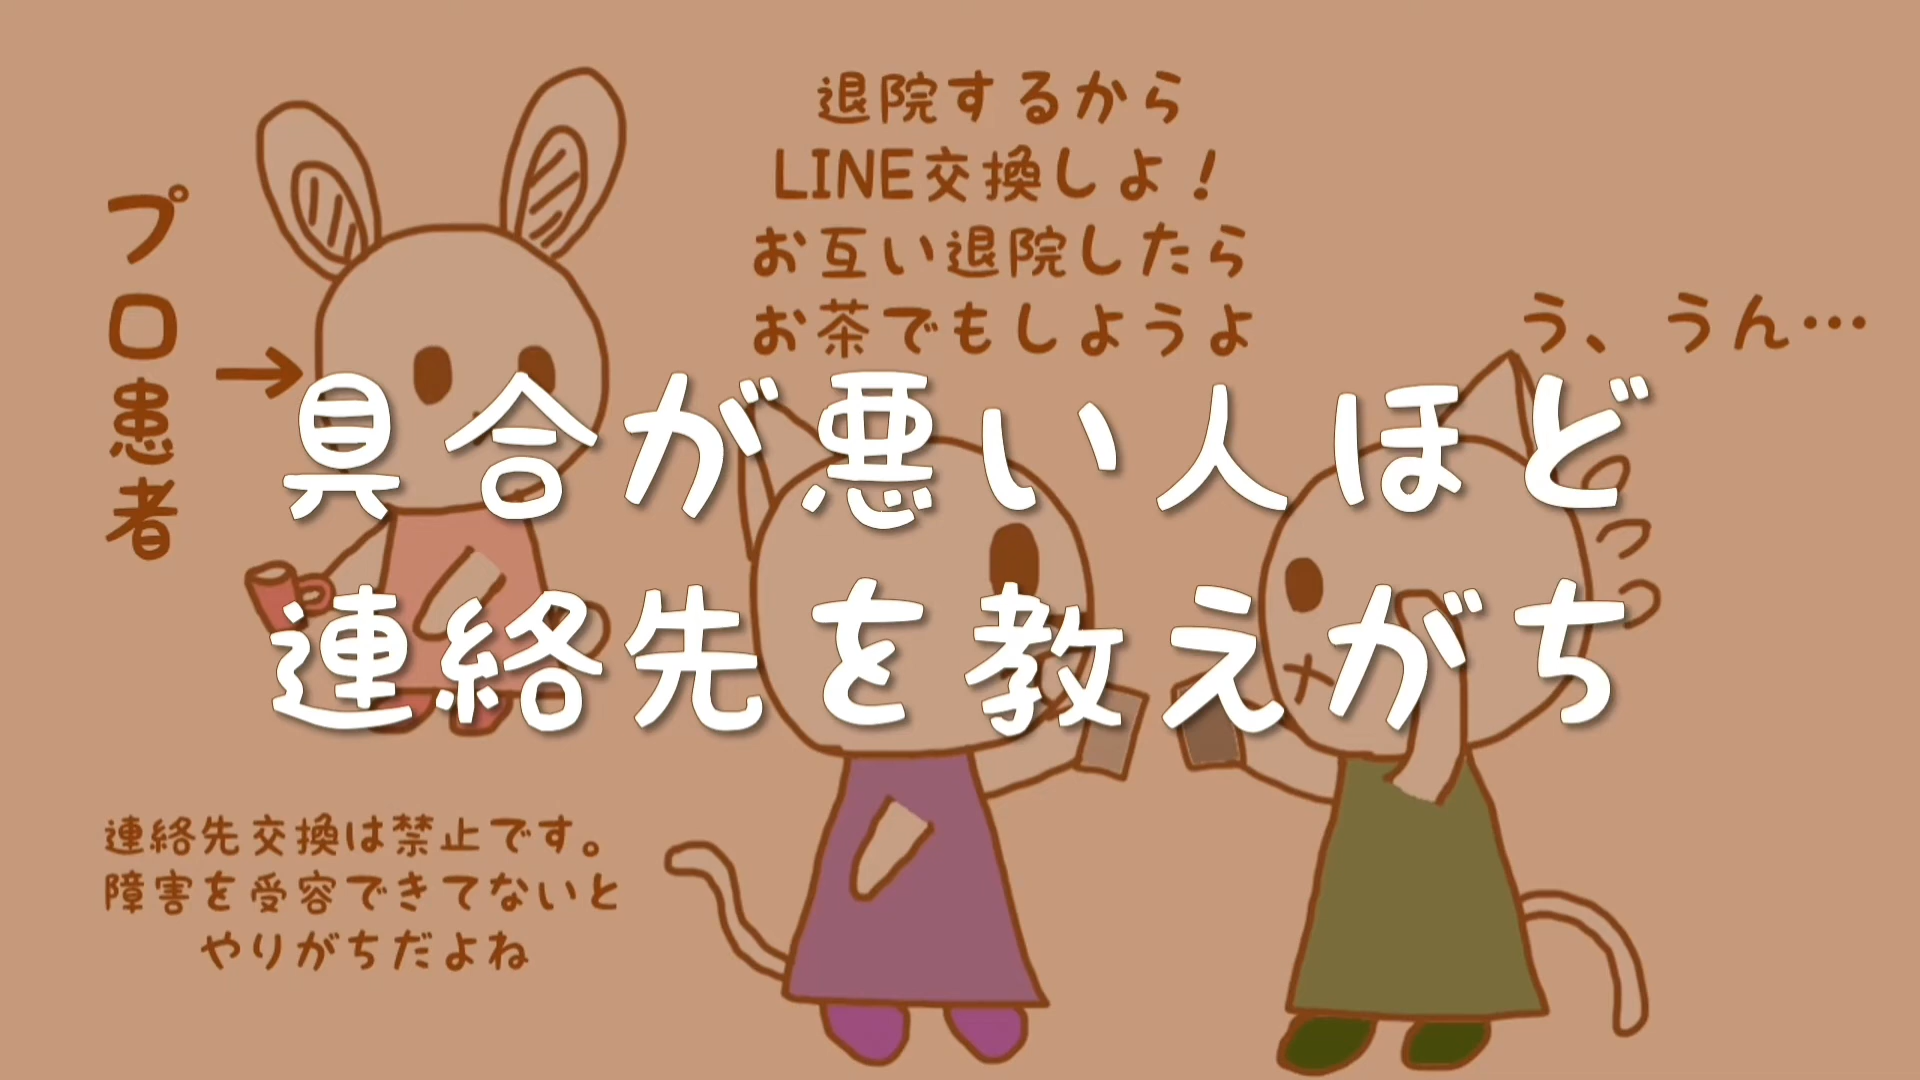 プロ患者
→
退院するから
LINE交換しよ!
お互い退院したら
お茶でもしようよ
う、うん…
具合が悪い人ほど
連絡先を教えがち
連絡先交換は禁止です。
障害を受容できてないと
やりがちだよね